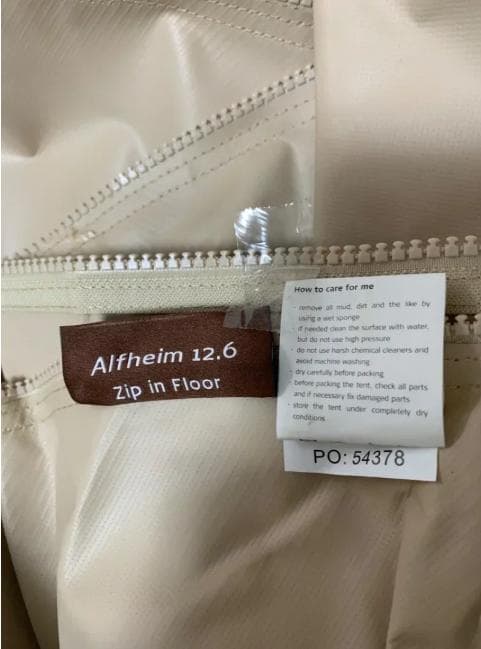 Alfheim 12.6
Zip in Floor
How to care for me
- remove all mud, dirt and the like by
using a wet sponge
- if needed clean the surface with water,
but do not use high pressure
- do not use harsh chemical cleaners and
avoid machine washing
- dry carefully before packing
- before packing the tent, check all parts
and if necessary fix damaged parts
- store the tent under completely dry
conditions
PO: 54378